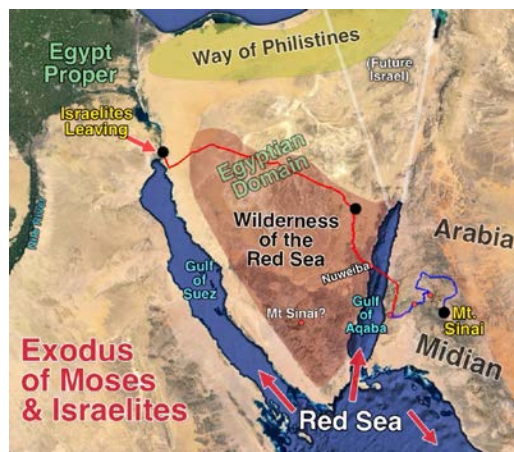 Egypt
Proper
Way of Philistines
(Future
Israel)
Israelites
Leaving
Egyptian
Domain
Wilderness
of the
Red Sea
Arabia
Nuweiba
Gulf
of
Suez
Gulf
of
Aqaba
Mt Sinai?
Mt.
Sinai
Midian
Exodus
of Moses
& Israelites
Red Sea